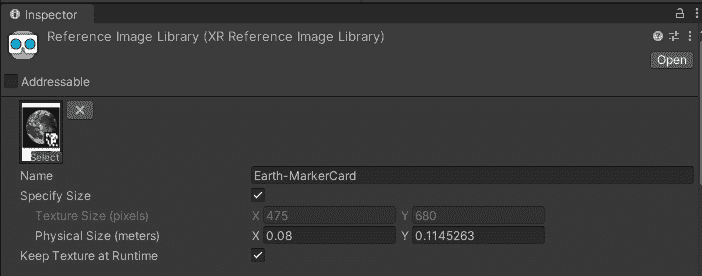 Inspector
Reference Image Library (XR Reference Image Library)
Open
Addressable
Select
Name Earth-MarkerCard
Specify Size
Texture Size (pixels) X 475 Y 680
Physical Size (meters) X 0.08 Y 0.1145263
Keep Texture at Runtime